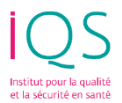 iQS
Institut pour la qualité
et la sécurité en santé